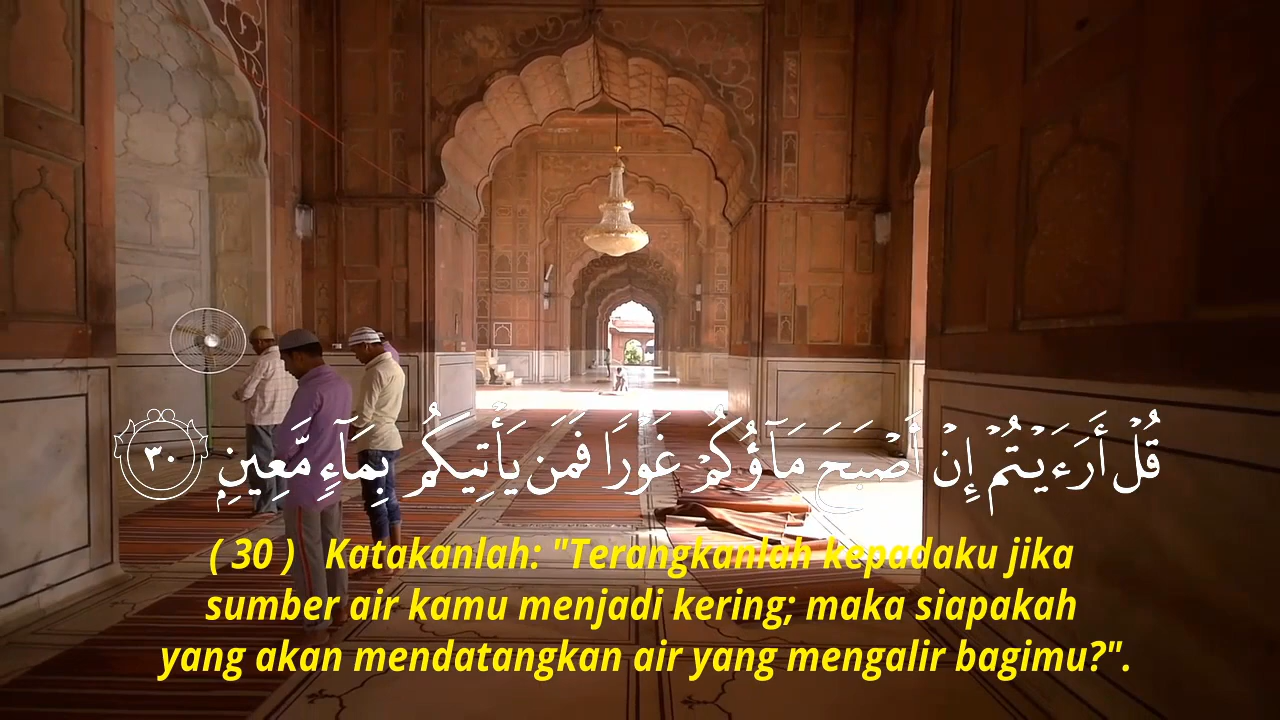 قُلْ أَرَءَيْتُمْ إِنْ أَصْبَحَ مَآؤُكُمْ غَوْرًا فَمَن يَأْتِيكُم بِمَآءٍ مَّعِينٍۭ ٣٠
( 30 ) Katakanlah: "Terangkanlah kepadaku jika
sumber air kamu menjadi kering; maka siapakah
yang akan mendatangkan air yang mengalir bagimu?".